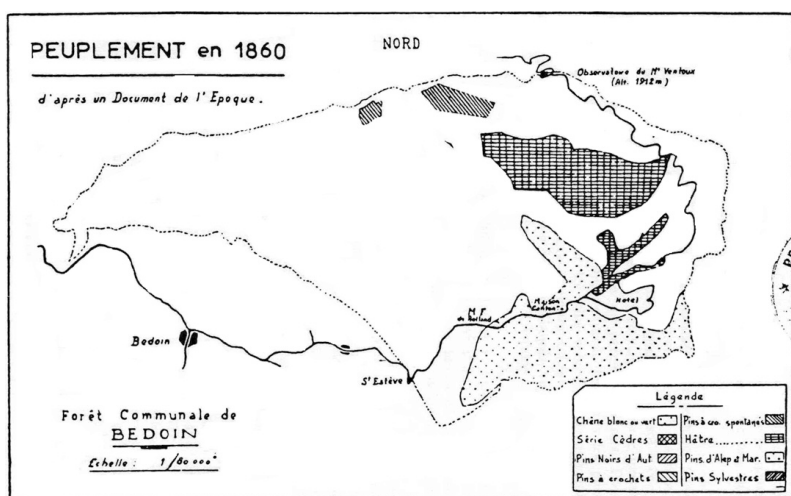 PEUPLEMENT en 1860
NORD
d'après un Document de l'Epoque.
Observatoire du Mt Ventoux
(Alt. 1912m)
Bedoin
St Estève
M.F.
de Rolland
Maison
Hotel
Forêt Communale de
BEDOIN
Echelle : 1/80 000e
Légende
Chêne blanc ou vert
Pins à cro. spontanés
Série Cèdres
Hêtre
Pins Noirs d'Aut.
Pins d'Alep et Mar.
Pins à crochets
Pins Sylvestres